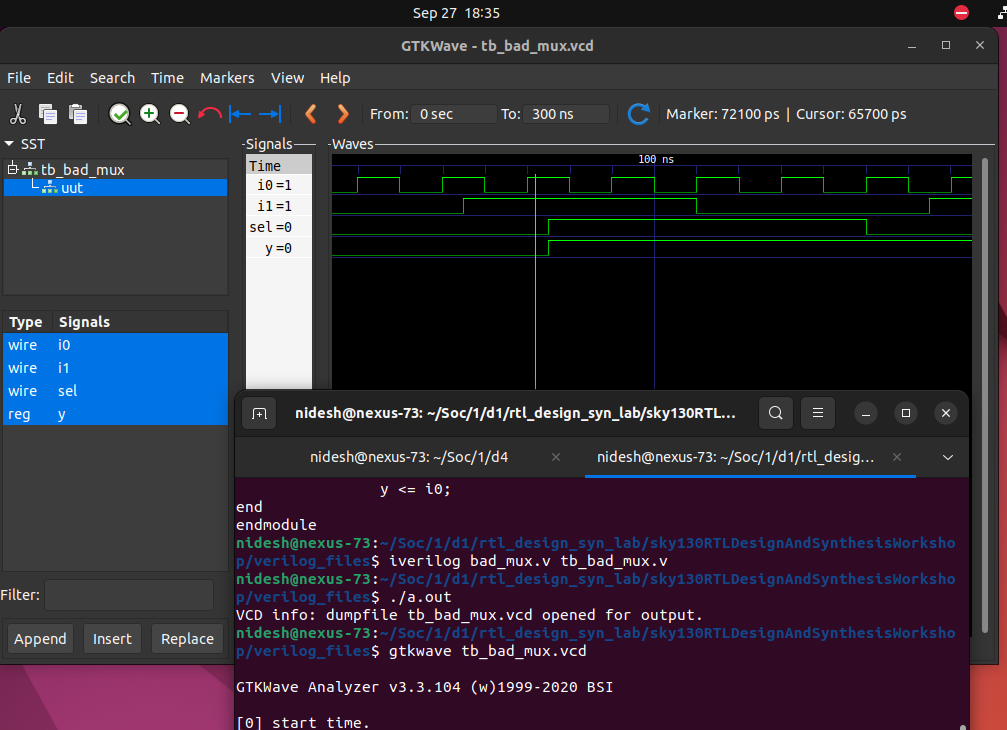 Sep 27 18:35
GTKWave - tb_bad_mux.vcd
File Edit Search Time Markers View Help
From: 0 sec To: 300 ns Marker: 72100 ps | Cursor: 65700 ps
SST
tb_bad_mux
uut
Type Signals
wire i0
wire i1
wire sel
reg y
Filter:
Append Insert Replace
Signals
Time
i0=1
i1=1
sel=0
y=0
Waves
100 ns
nidesh@nexus-73: ~/Soc/1/d1/rtl_design_syn_lab/sky130RTL...
nidesh@nexus-73: ~/Soc/1/d4
nidesh@nexus-73: ~/Soc/1/d1/rtl_desig...
y <= i0;
end
endmodule
nidesh@nexus-73:~/Soc/1/d1/rtl_design_syn_lab/sky130RTLDesignAndSynthesisWorksho
p/verilog_files$ iverilog bad_mux.v tb_bad_mux.v
nidesh@nexus-73:~/Soc/1/d1/rtl_design_syn_lab/sky130RTLDesignAndSynthesisWorksho
p/verilog_files$ ./a.out
VCD info: dumpfile tb_bad_mux.vcd opened for output.
nidesh@nexus-73:~/Soc/1/d1/rtl_design_syn_lab/sky130RTLDesignAndSynthesisWorksho
p/verilog_files$ gtkwave tb_bad_mux.vcd
GTKWave Analyzer v3.3.104 (w)1999-2020 BSI
[0] start time.